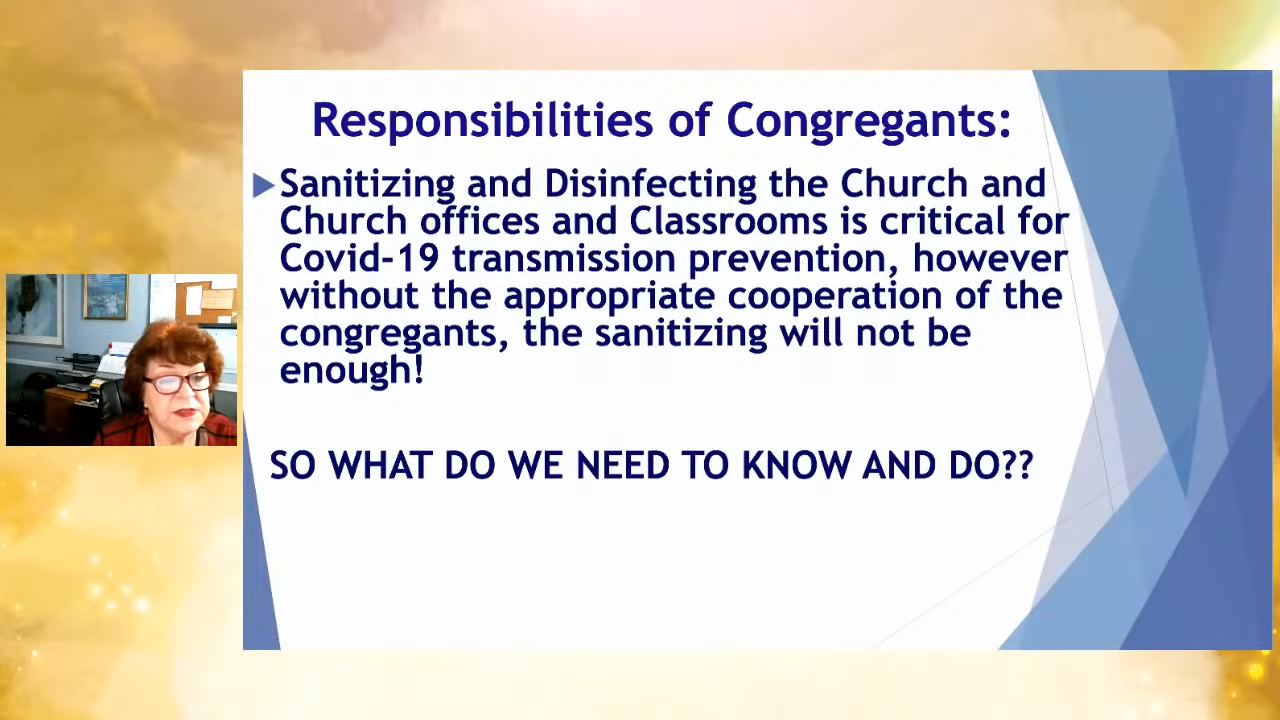 Responsibilities of Congregants:
Sanitizing and Disinfecting the Church and
Church offices and Classrooms is critical for
Covid-19 transmission prevention, however
without the appropriate cooperation of the
congregants, the sanitizing will not be
enough!
SO WHAT DO WE NEED TO KNOW AND DO??